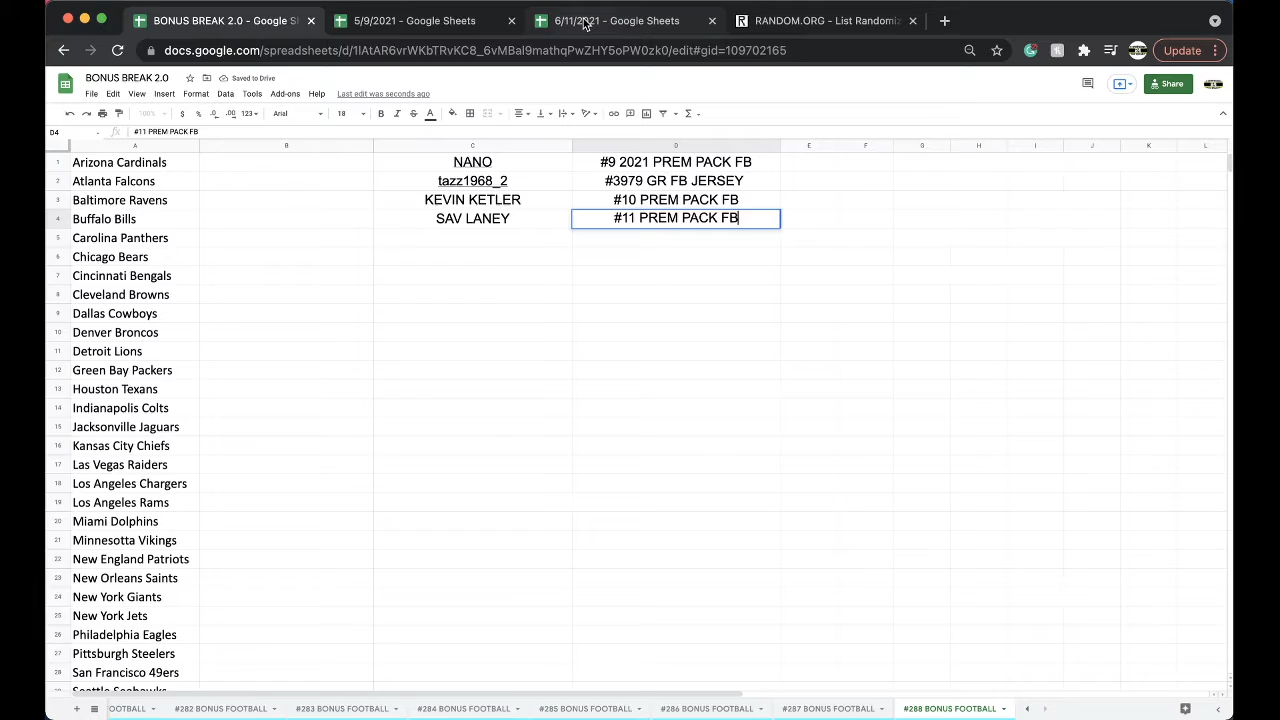 BONUS BREAK 2.0 - Google S
5/9/2021 - Google Sheets
6/11/2021 - Google Sheets
RANDOM.ORG - List Randomiz
docs.google.com/spreadsheets/d/1lAtAR6vrWKbTRvKC8_6vMBal9mathqPwZHY5oPW0zk0/edit#gid=109702165
Update
BONUS BREAK 2.0
Saved to Drive
File Edit View Insert Format Data Tools Add-ons Help Last edit was seconds ago
Share
100% $ % .0 .00 123 Arial 18 B I S A
D4 fx #11 PREM PACK FB
A B C D E F G H I J K L
1 Arizona Cardinals NANO #9 2021 PREM PACK FB
2 Atlanta Falcons tazz1968_2 #3979 GR FB JERSEY
3 Baltimore Ravens KEVIN KETLER #10 PREM PACK FB
4 Buffalo Bills SAV LANEY #11 PREM PACK FB
5 Carolina Panthers
6 Chicago Bears
7 Cincinnati Bengals
8 Cleveland Browns
9 Dallas Cowboys
10 Denver Broncos
11 Detroit Lions
12 Green Bay Packers
13 Houston Texans
14 Indianapolis Colts
15 Jacksonville Jaguars
16 Kansas City Chiefs
17 Las Vegas Raiders
18 Los Angeles Chargers
19 Los Angeles Rams
20 Miami Dolphins
21 Minnesotta Vikings
22 New England Patriots
23 New Orleans Saints
24 New York Giants
25 New York Jets
26 Philadelphia Eagles
27 Pittsburgh Steelers
28 San Francisco 49ers
Seattle Seahawks
OOTBALL #282 BONUS FOOTBALL #283 BONUS FOOTBALL #284 BONUS FOOTBALL #285 BONUS FOOTBALL #286 BONUS FOOTBALL #287 BONUS FOOTBALL #288 BONUS FOOTBALL